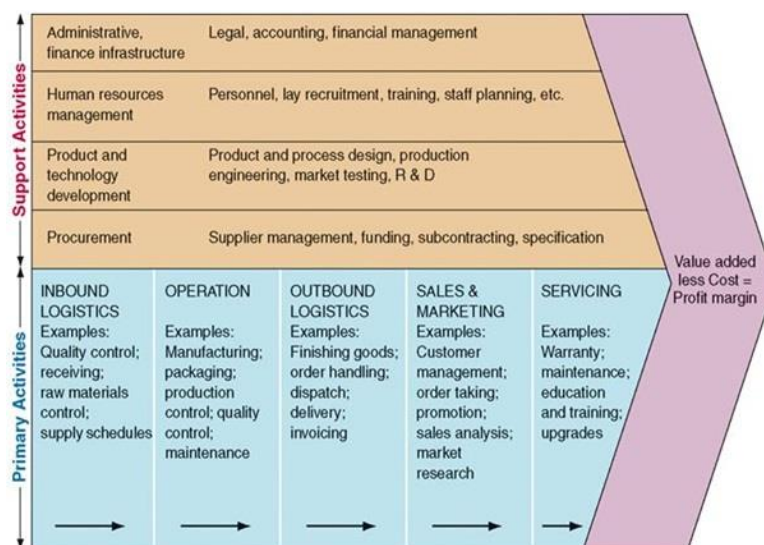 Support Activities
Administrative,
finance infrastructure
Legal, accounting, financial management
Human resources
management
Personnel, lay recruitment, training, staff planning, etc.
Product and
technology
development
Product and process design, production
engineering, market testing, R & D
Procurement
Supplier management, funding, subcontracting, specification
Primary Activities
INBOUND
LOGISTICS
Examples:
Quality control;
receiving;
raw materials
control;
supply schedules
OPERATION
Examples:
Manufacturing;
packaging;
production
control; quality
control;
maintenance
OUTBOUND
LOGISTICS
Examples:
Finishing goods;
order handling;
dispatch;
delivery;
invoicing
SALES &
MARKETING
Examples:
Customer
management;
order taking;
promotion;
sales analysis;
market
research
SERVICING
Examples:
Warranty;
maintenance;
education
and training;
upgrades
Value added
less Cost =
Profit margin